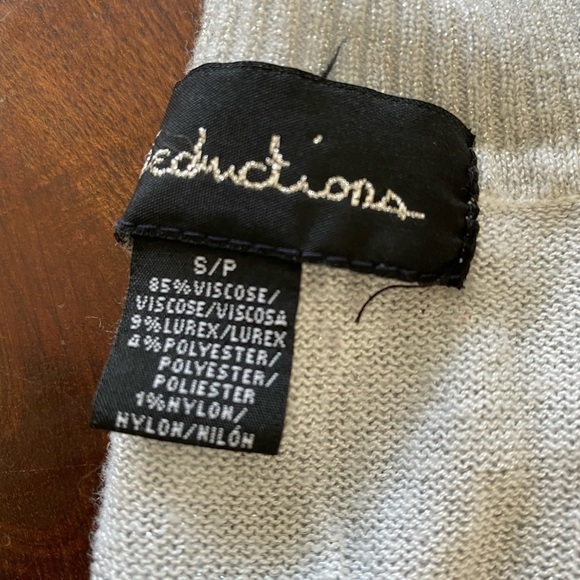 eductions
S/P
85% VISCOSE/
VISCOSE/VISCOSA
9% LUREX/LUREX
4% POLYESTER/
POLYESTER/
POLIESTER
1% NYLON/
NYLON/NILÓN